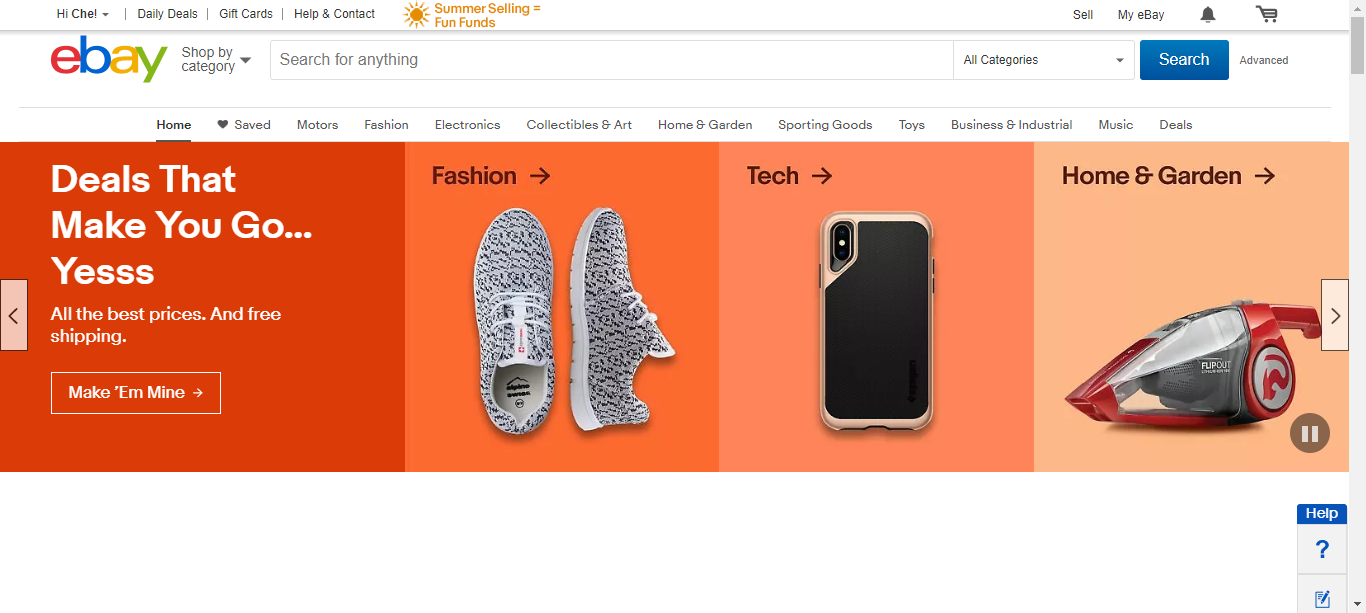 Hi Che!
Daily Deals
Gift Cards
Help & Contact
Summer Selling =
Fun Funds
Sell
My eBay
ebay
Shop by
category
Search for anything
All Categories
Search
Advanced
Home
Saved
Motors
Fashion
Electronics
Collectibles & Art
Home & Garden
Sporting Goods
Toys
Business & Industrial
Music
Deals
Deals That
Make You Go...
Yesss
All the best prices. And free
shipping.
Make 'Em Mine →
Fashion →
alpine
swiss
Tech →
spigen
Home & Garden →
FLIPOUT
Help
?